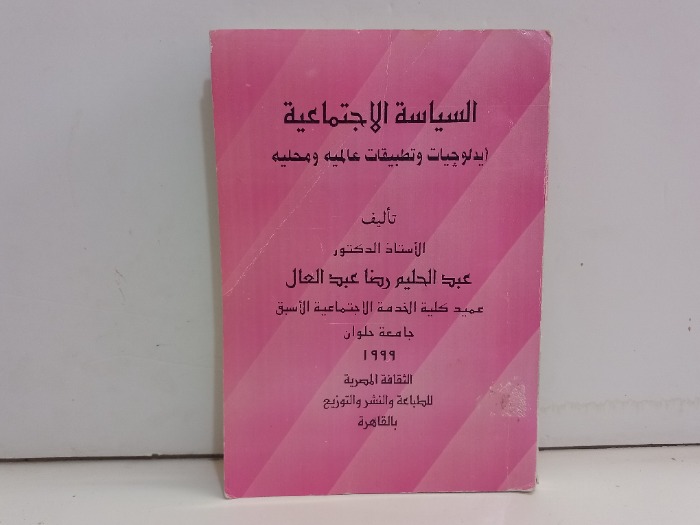 السياسة الاجتماعية
ايدلوجيات وتطبيقات عالميه ومحليه
تأليف
الأستاذ الدكتور
عبد الحليم رضا عبد العال
عميد كلية الخدمة الاجتماعية الأسبق
جامعة حلوان
١٩٩٩
الثقافة المصرية
للطباعة والنشر والتوزيع
بالقاهرة